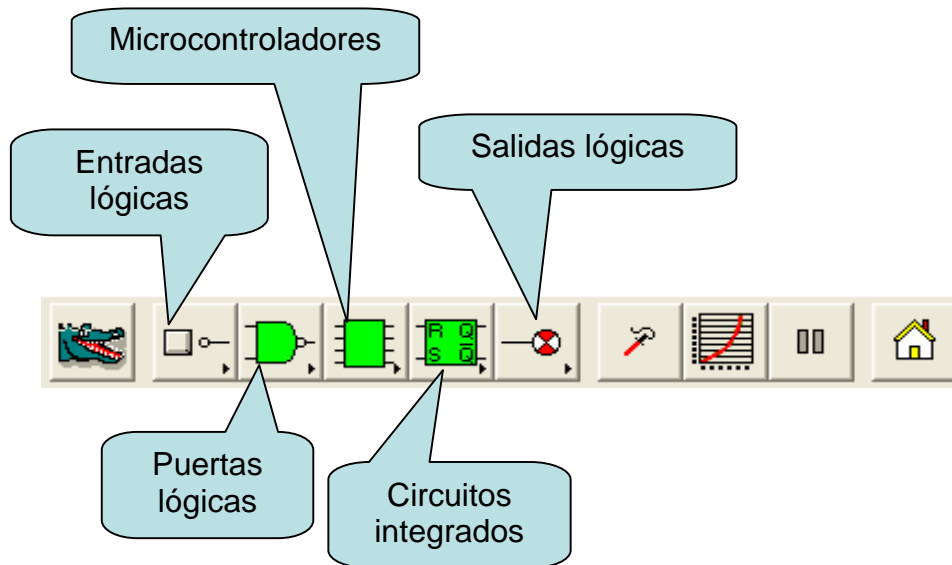 Microcontroladores
Entradas
lógicas
Salidas lógicas
R Q
S Q
Puertas
lógicas
Circuitos
integrados